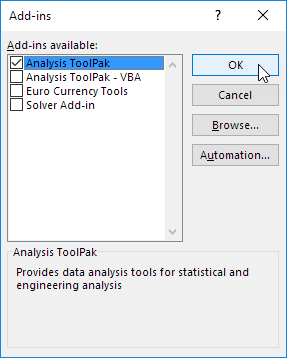 Add-ins
?
Add-ins available:
Analysis ToolPak
Analysis ToolPak - VBA
Euro Currency Tools
Solver Add-in
OK
Cancel
Browse...
Automation...
Analysis ToolPak
Provides data analysis tools for statistical and
engineering analysis